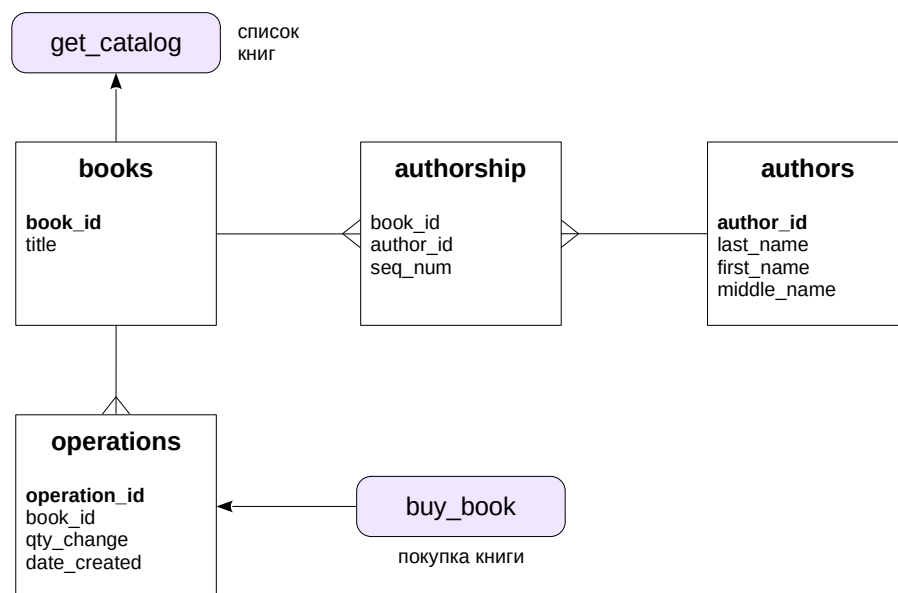 get_catalog
список
книг
books
book_id
title
authorship
book_id
author_id
seq_num
authors
author_id
last_name
first_name
middle_name
operations
operation_id
book_id
qty_change
date_created
buy_book
покупка книги